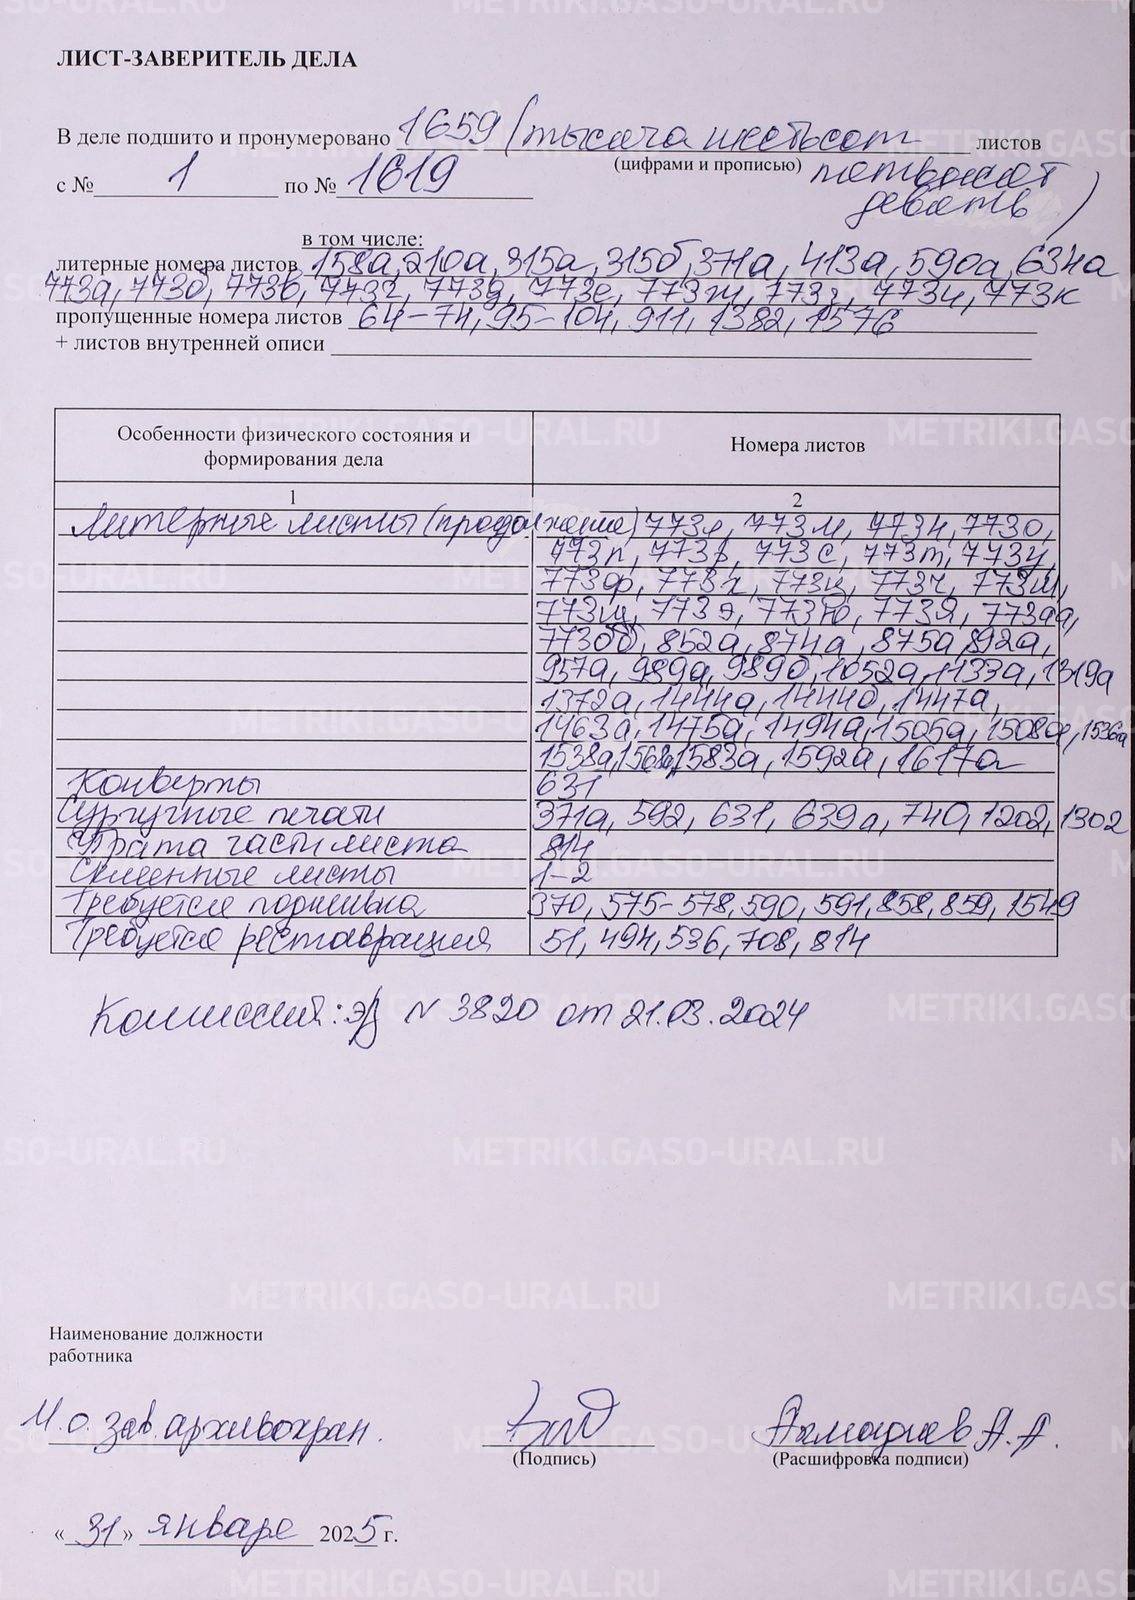 ЛИСТ-ЗАВЕРИТЕЛЬ ДЕЛА
В деле подшито и пронумеровано 1659 (тысяча шестьсот листов
(цифрами и прописью) пятьдесят
с № 1 по № 1619 девять)
в том числе:
литерные номера листов 158а, 210а, 315а, 315б, 371а, 413а, 590а, 634а
773а, 773б, 773в, 773г, 773д, 773е, 773ж, 773з, 773и, 773к
пропущенные номера листов 64-74, 95-104, 911, 1382, 1576
+ листов внутренней описи
Особенности физического состояния и формирования дела
Номера листов
1 2
Литерные листы (продолжение) 773л, 773м, 773н, 773о,
773п, 773р, 773с, 773т, 773у,
773ф, 773х, 773ц, 773ч, 773ш,
773щ, 773э, 773ю, 773я, 773аа,
773бб, 852а, 874а, 875а, 892а,
957а, 989а, 989б, 1052а, 1133а, 1319а
1372а, 1444а, 1444б, 1447а,
1463а, 1475а, 1494а, 1505а, 1508а, 1536а
1538а, 1568а, 1583а, 1592а, 1617а
Конверты 631
Сургучные печати 371а, 592, 631, 639а, 740, 1202, 1302
Утрата части листа 814
Склеенные листы 1-2
Требуется подшивка 370, 575-578, 590, 591, 858, 859, 1549
Требуется реставрация 51, 494, 536, 708, 814
Комиссий: эл N 3820 от 21.03.2024
Наименование должности
работника
И.о. зав. архивохран.
(Подпись) (Расшифровка подписи)
А.А.
«31» января 2025 г.
METRIKI.GASO-URAL.RU